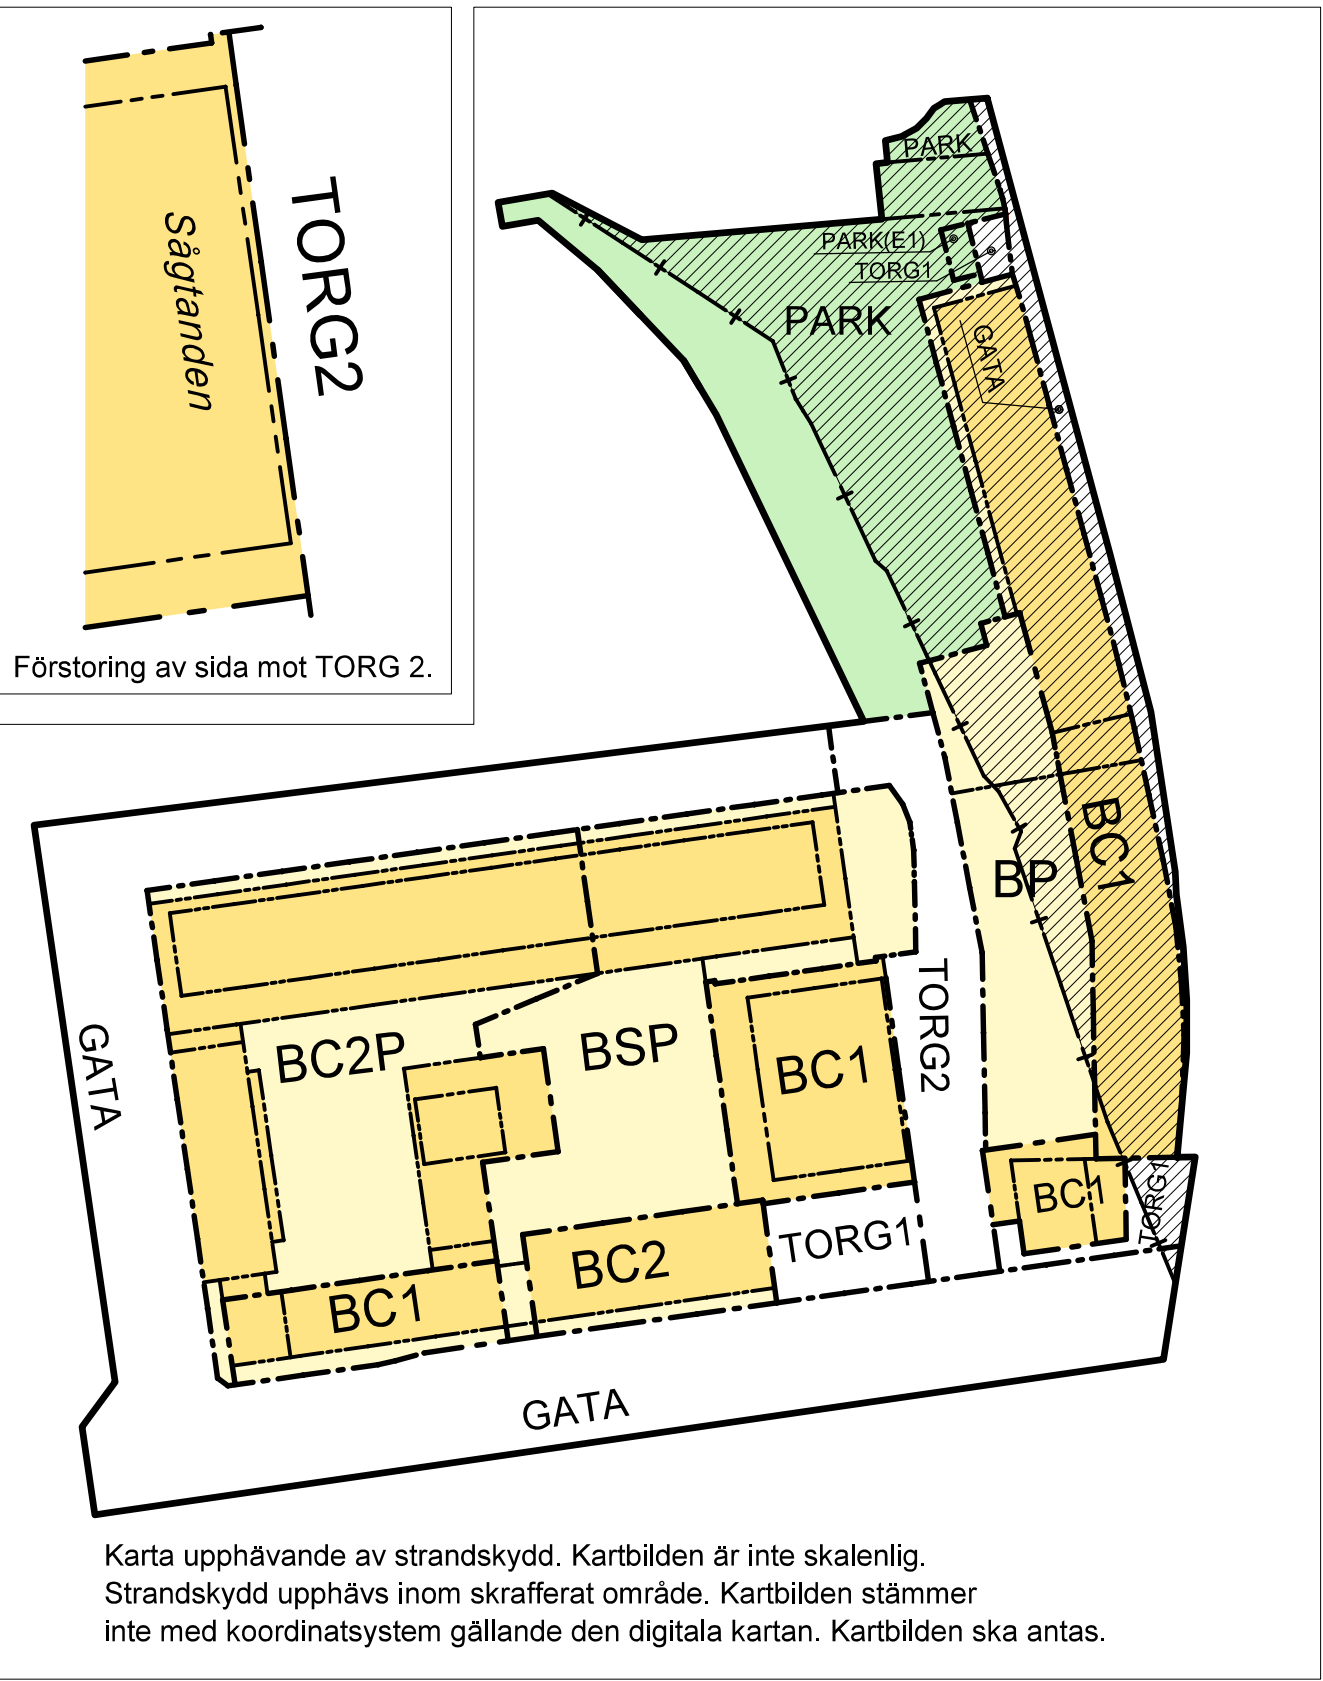 TORG2
Sågtanden
Förstoring av sida mot TORG 2.
PARK
PARK(E1)
TORG1
PARK
GATA
BC1
BP
TORG2
GATA
BC2P
BSP
BC1
BC1
TORG1
TORG1
BC2
BC1
GATA
Karta upphävande av strandskydd. Kartbilden är inte skalenlig.
Strandskydd upphävs inom skrafferat område. Kartbilden stämmer
inte med koordinatsystem gällande den digitala kartan. Kartbilden ska antas.